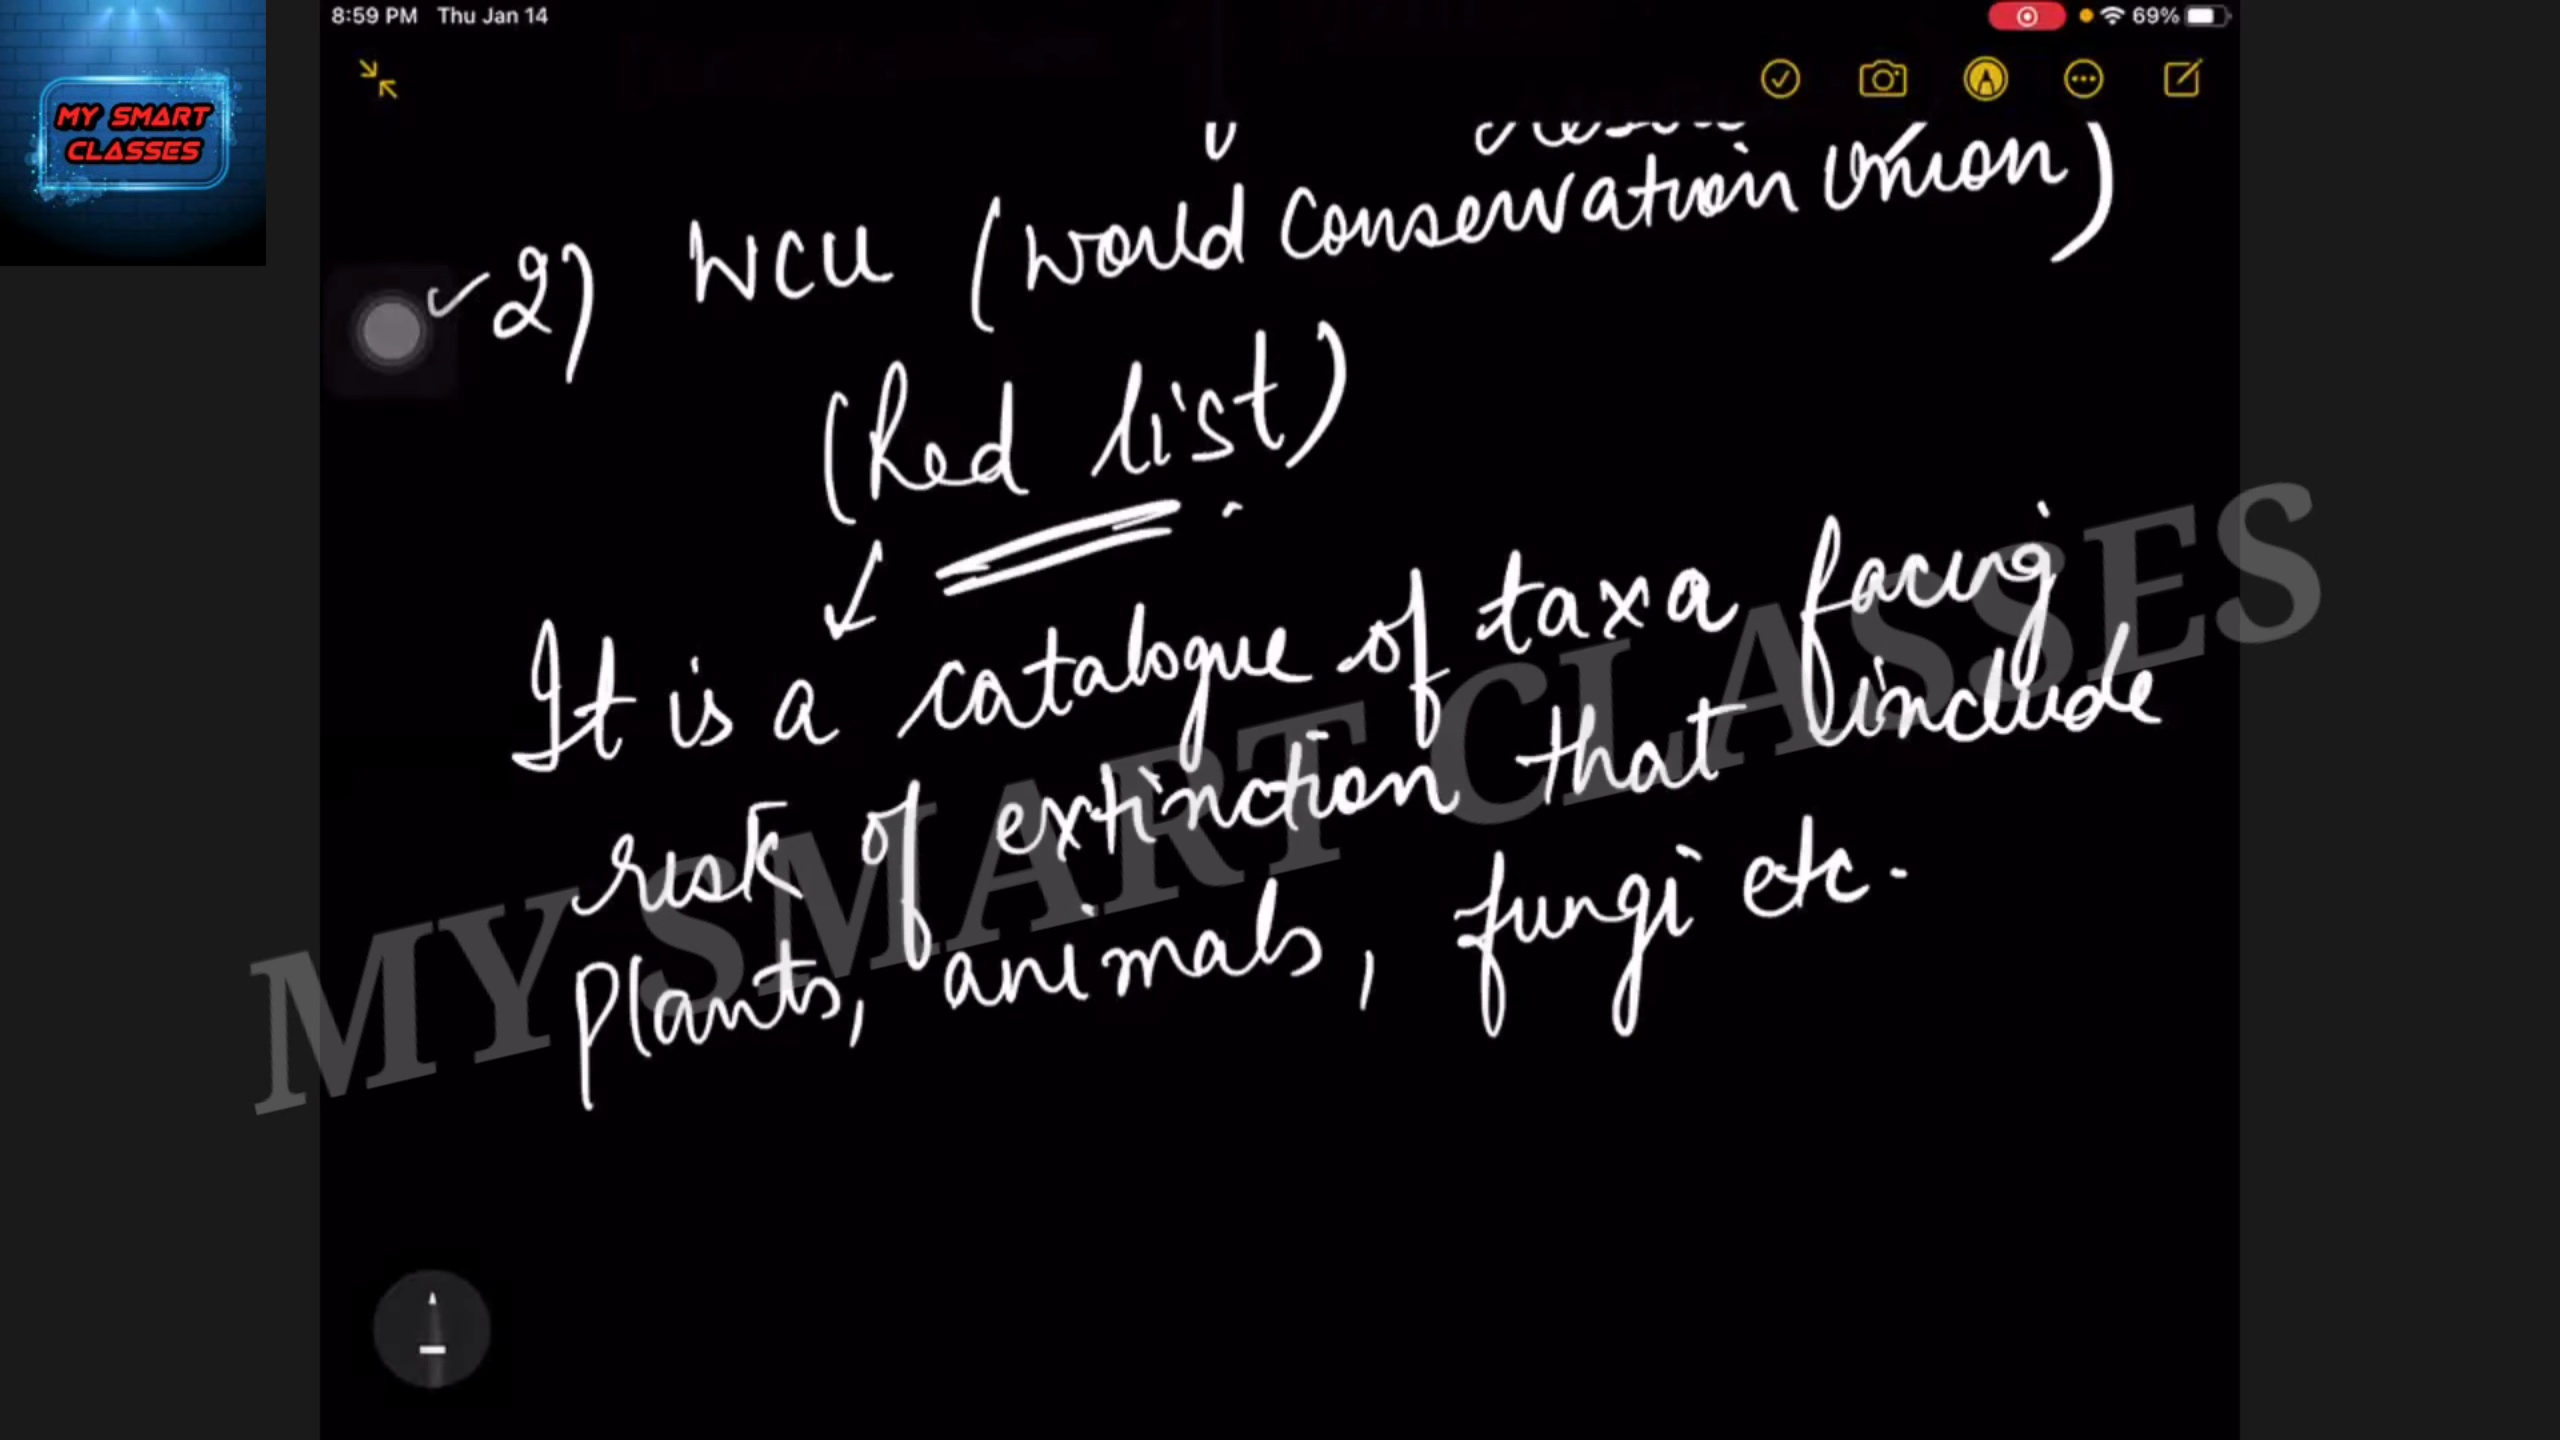 8:59 PM Thu Jan 14
69%
MY SMART
CLASSES
2) WCU (World Conservation Union)
(Red list)
It is a catalogue of taxa facing
risk of extinction that include
Plants, animals, fungi etc.
MY SMART CLASSES